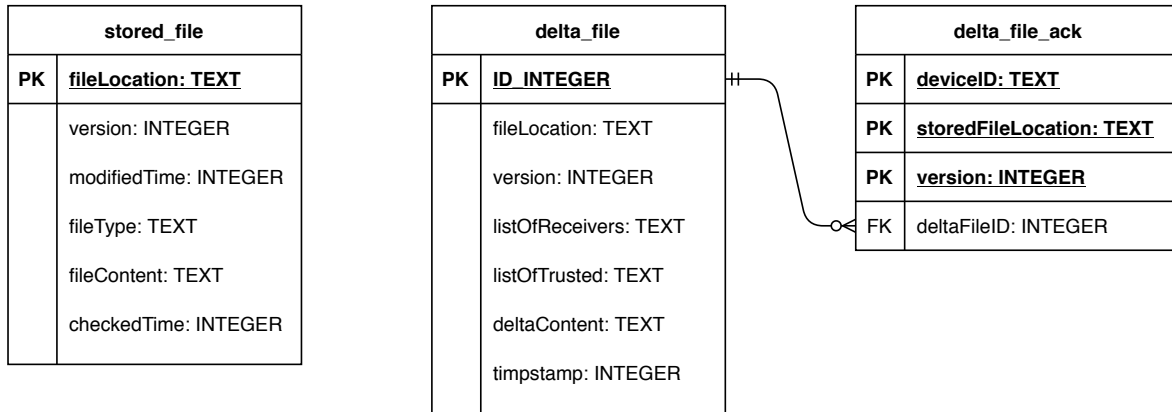 stored_file
PK fileLocation: TEXT
version: INTEGER
modifiedTime: INTEGER
fileType: TEXT
fileContent: TEXT
checkedTime: INTEGER
delta_file
PK ID_INTEGER
fileLocation: TEXT
version: INTEGER
listOfReceivers: TEXT
listOfTrusted: TEXT
deltaContent: TEXT
timpstamp: INTEGER
delta_file_ack
PK deviceID: TEXT
PK storedFileLocation: TEXT
PK version: INTEGER
FK deltaFileID: INTEGER